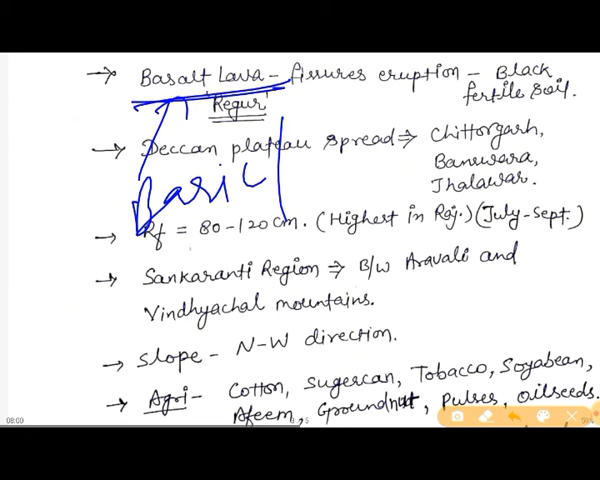 → Basalt Lava – fissures eruption – Black
fertile soil.
'Regur'
→ Deccan plateau spread ⇒ Chittorgarh,
Banswara,
Jhalawar.
Basic
→ Rf = 80-120 cm. (Highest in Raj.) (July-Sept.)
→ Sankaranti Region ⇒ B/w Aravali and
Vindhyachal mountains.
→ Slope – N-W direction.
→ Agri – Cotton, Sugercan, Tobacco, Soyabean,
Afeem, Groundnut, Pulses, oilseeds.
08:00